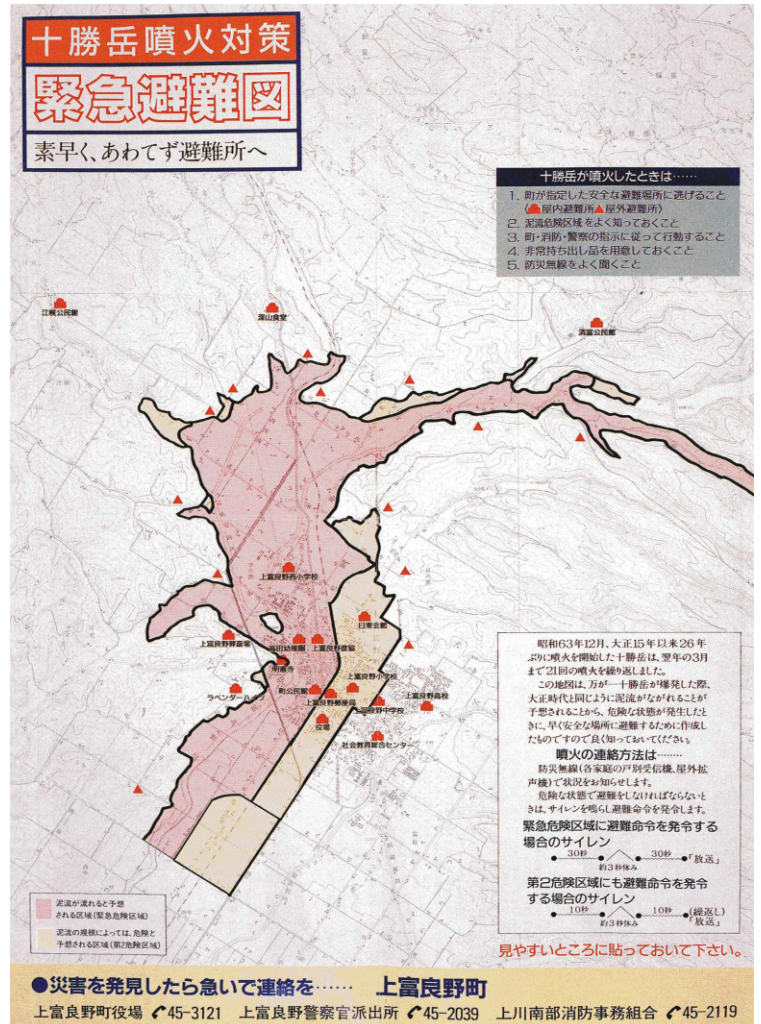 十勝岳噴火対策
緊急避難図
素早く、あわてず避難所へ
十勝岳が噴火したときは……
1. 町が指定した安全な避難場所に逃げること
(屋内避難所▲屋外避難所)
2. 泥流危険区域をよく知っておくこと
3. 町・消防・警察の指示に従って行動すること
4. 非常持ち出し品を用意しておくこと
5. 防災無線をよく聞くこと
江幌公民館
深山食堂
清富公民館
上富良野西小学校
日東会館
上富良野葬斎場
高田幼稚園
上富良野農協
明憲寺
上富良野小学校
ラベンダーハイツ
町公民館
上富良野郵便局
上富良野中学校
上富良野高校
役場
社会教育総合センター
昭和63年12月、大正15年以来26年
ぶりに噴火を開始した十勝岳は、翌年の3月
まで21回の噴火を繰り返しました。
この地図は、万が一十勝岳が爆発した際、
大正時代と同じように泥流がながれることが
予想されることから、危険な状態が発生したと
きに、早く安全な場所に避難するために作成し
たものですので良く知っておいてください。
噴火の連絡方法は……
防災無線(各家庭の戸別受信機、屋外拡
声機)で状況をお知らせします。
危険な状態で避難をしなければならないと
きは、サイレンを鳴らし避難命令を発令します。
緊急危険区域に避難命令を発令する
場合のサイレン
30秒 30秒 「放送」
約3秒休み
第2危険区域にも避難命令を発令
する場合のサイレン
10秒 10秒 (繰返し)
約3秒休み 「放送」
泥流が流れると予想
される区域(緊急危険区域)
泥流の規模によっては、危険と
予想される区域(第2危険区域)
見やすいところに貼っておいて下さい。
●災害を発見したら急いで連絡を…… 上富良野町
上富良野町役場 45-3121 上富良野警察官派出所 45-2039 上川南部消防事務組合 45-2119